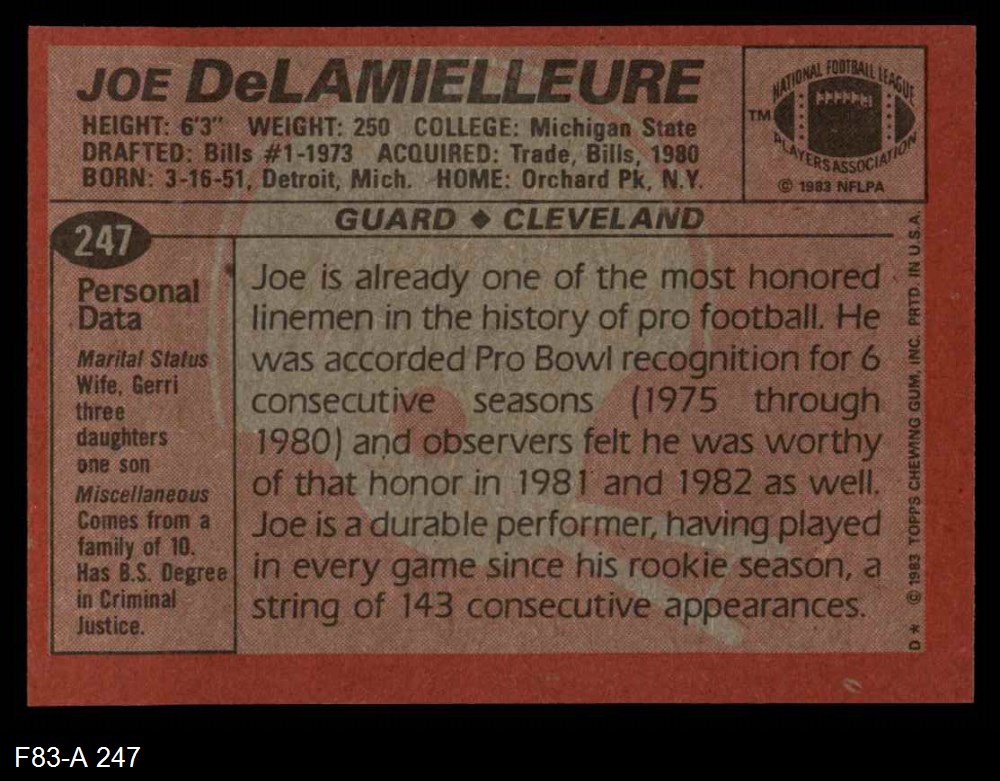 JOE DeLAMIELLEURE
HEIGHT: 6'3" WEIGHT: 250 COLLEGE: Michigan State
DRAFTED: Bills #1-1973 ACQUIRED: Trade, Bills, 1980
BORN: 3-16-51, Detroit, Mich. HOME: Orchard Pk, N.Y.
NATIONAL FOOTBALL LEAGUE
TM
PLAYERS ASSOCIATION
© 1983 NFLPA
GUARD ♦ CLEVELAND
247
Personal
Data
Marital Status
Wife, Gerri
three
daughters
one son
Miscellaneous
Comes from a
family of 10.
Has B.S. Degree
in Criminal
Justice.
Joe is already one of the most honored
linemen in the history of pro football. He
was accorded Pro Bowl recognition for 6
consecutive seasons (1975 through
1980) and observers felt he was worthy
of that honor in 1981 and 1982 as well.
Joe is a durable performer, having played
in every game since his rookie season, a
string of 143 consecutive appearances.
D* © 1983 TOPPS CHEWING GUM, INC. PRTD. IN U.S.A.
F83-A 247